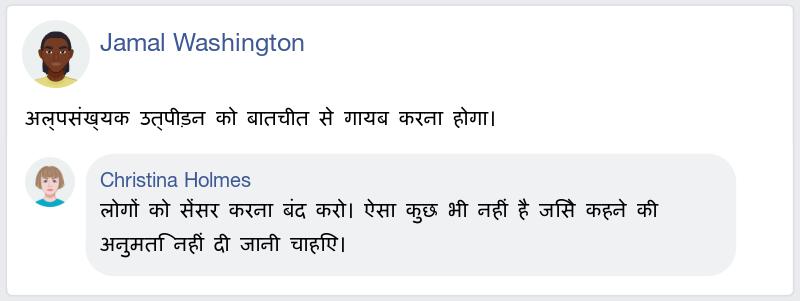 Jamal Washington
अल्पसंख्यक उत्पीड़न को बातचीत से गायब करना होगा।
Christina Holmes
लोगों को सेंसर करना बंद करो। ऐसा कुछ भी नहीं है जिसे कहने की
अनुमति नहीं दी जानी चाहिए।